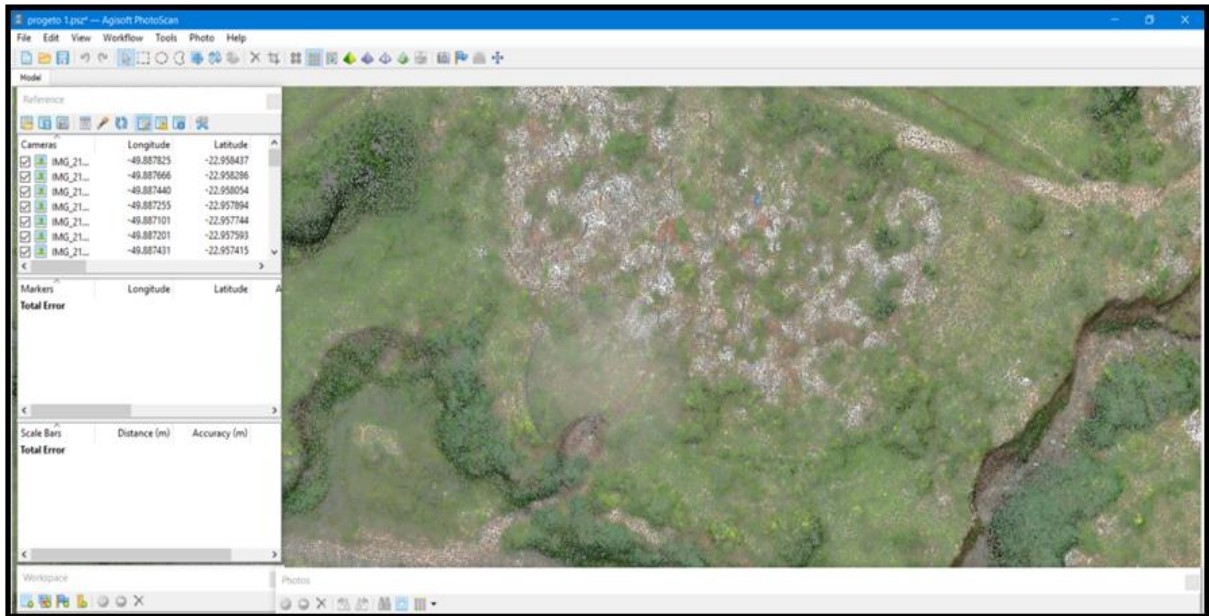 progeto 1.psz* — Agisoft PhotoScan
File Edit View Workflow Tools Photo Help
Model
Reference
Cameras Longitude Latitude
IMG_21... -49.887825 -22.958437
IMG_21... -49.887666 -22.958286
IMG_21... -49.887440 -22.958054
IMG_21... -49.887255 -22.957894
IMG_21... -49.887101 -22.957744
IMG_21... -49.887201 -22.957593
IMG_21... -49.887431 -22.957415
Markers Longitude Latitude A
Total Error
Scale Bars Distance (m) Accuracy (m)
Total Error
Workspace
Photos